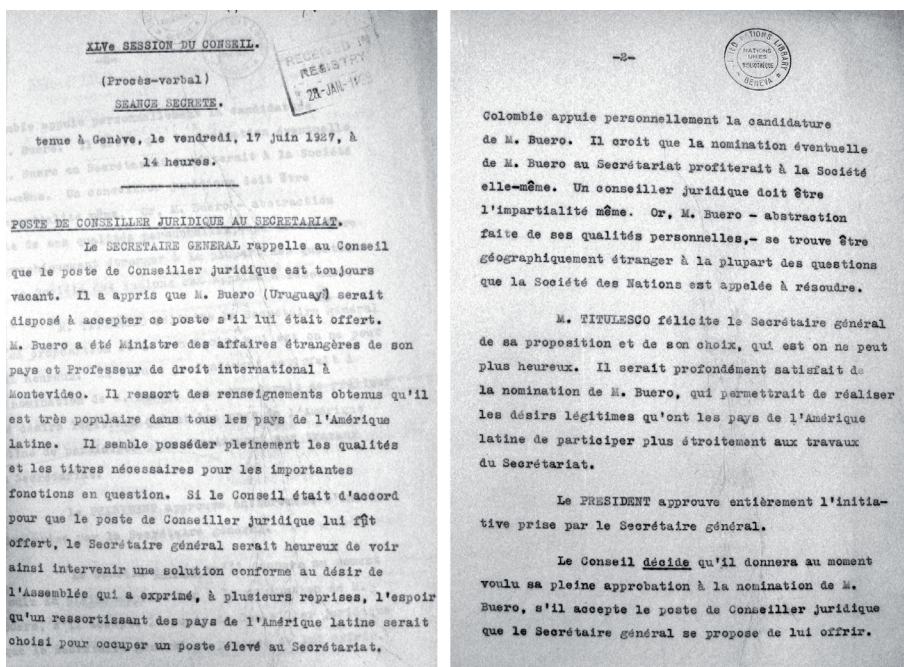 XLVe SESSION DU CONSEIL.
(Procès-verbal)
SEANCE SECRETE.
RECEIVED IN
REGISTRY
28-JAN-
tenue à Genève, le vendredi, 17 juin 1927, à
14 heures.
POSTE DE CONSEILLER JURIDIQUE AU SECRETARIAT.
Le SECRETAIRE GENERAL rappelle au Conseil
que le poste de Conseiller juridique est toujours
vacant. Il a appris que M. Buero (Uruguay) serait
disposé à accepter ce poste s'il lui était offert.
M. Buero a été Ministre des affaires étrangères de son
pays et Professeur de droit international à
Montevideo. Il ressort des renseignements obtenus qu'il
est très populaire dans tous les pays de l'Amérique
latine. Il semble posséder pleinement les qualités
et les titres nécessaires pour les importantes
fonctions en question. Si le Conseil était d'accord
pour que le poste de Conseiller juridique lui fût
offert, le Secrétaire général serait heureux de voir
ainsi intervenir une solution conforme au désir de
l'Assemblée qui a exprimé, à plusieurs reprises, l'espoir
qu'un ressortissant des pays de l'Amérique latine serait
choisi pour occuper un poste élevé au Secrétariat.
-2-
UNITED NATIONS LIBRARY
NATIONS
UNIES
BIBLIOTHÈQUE
GENEVA
Colombie appuie personnellement la candidature
de M. Buero. Il croit que la nomination éventuelle
de M. Buero au Secrétariat profiterait à la Société
elle-même. Un conseiller juridique doit être
l'impartialité même. Or, M. Buero - abstraction
faite de ses qualités personnelles,- se trouve être
géographiquement étranger à la plupart des questions
que la Société des Nations est appelée à résoudre.
M. TITULESCO félicite le Secrétaire général
de sa proposition et de son choix, qui est on ne peut
plus heureux. Il serait profondément satisfait de
la nomination de M. Buero, qui permettrait de réaliser
les désirs légitimes qu'ont les pays de l'Amérique
latine de participer plus étroitement aux travaux
du Secrétariat.
Le PRESIDENT approuve entièrement l'initia-
tive prise par le Secrétaire général.
Le Conseil décide qu'il donnera au moment
voulu sa pleine approbation à la nomination de M.
Buero, s'il accepte le poste de Conseiller juridique
que le Secrétaire général se propose de lui offrir.